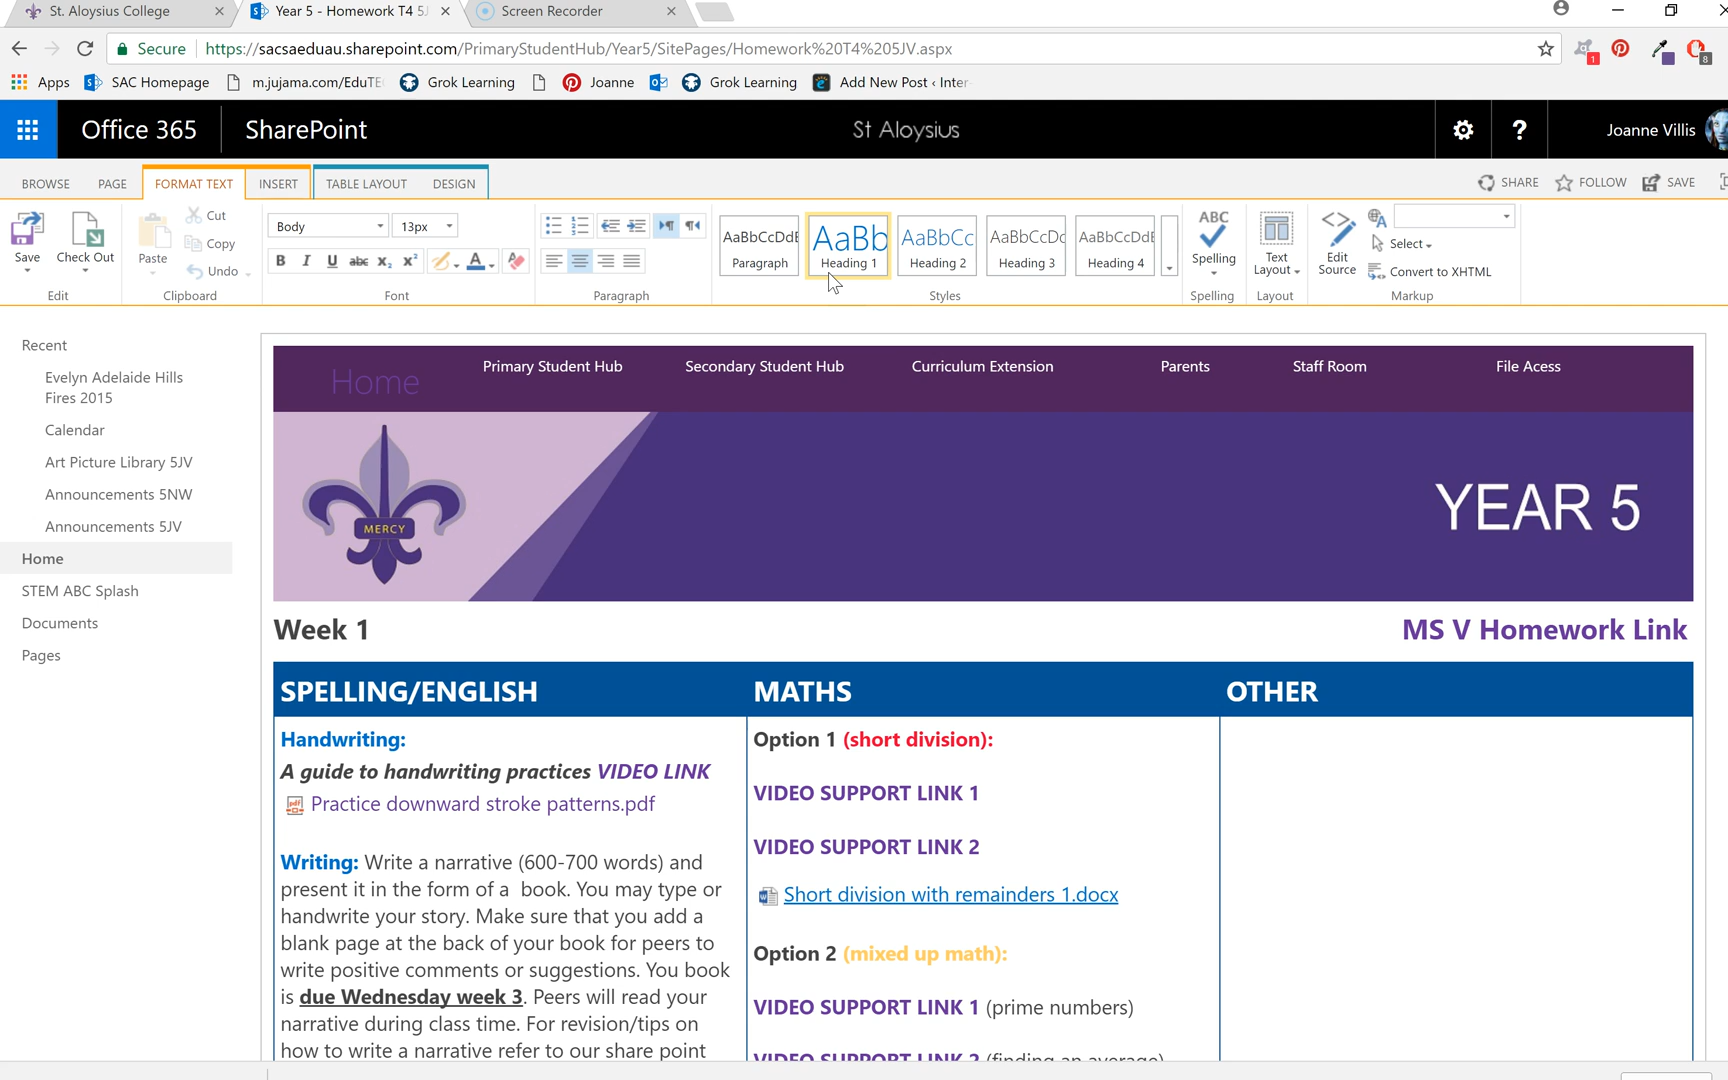 St. Aloysius College
Year 5 - Homework T4 5J
Screen Recorder
Secure https://sacsaeduau.sharepoint.com/PrimaryStudentHub/Year5/SitePages/Homework%20T4%205JV.aspx
1
8
Apps SAC Homepage m.jujama.com/EduTE Grok Learning Joanne Grok Learning Add New Post ‹ Inter
Office 365 SharePoint St Aloysius ? Joanne Villis
BROWSE PAGE FORMAT TEXT INSERT TABLE LAYOUT DESIGN SHARE FOLLOW SAVE
Save Check Out Paste Cut Copy Undo
Body 13px
B I U abc x₂ x² A
AaBbCcDdE AaBb AaBbCc AaBbCcDc AaBbCcDdE
Paragraph Heading 1 Heading 2 Heading 3 Heading 4
ABC Spelling Text Layout Edit Source Select Convert to XHTML
Edit Clipboard Font Paragraph Styles Spelling Layout Markup
Recent
Evelyn Adelaide Hills
Fires 2015
Calendar
Art Picture Library 5JV
Announcements 5NW
Announcements 5JV
Home
STEM ABC Splash
Documents
Pages
Home Primary Student Hub Secondary Student Hub Curriculum Extension Parents Staff Room File Acess
MERCY
YEAR 5
Week 1
MS V Homework Link
SPELLING/ENGLISH
Handwriting:
A guide to handwriting practices VIDEO LINK
pdf Practice downward stroke patterns.pdf
Writing: Write a narrative (600-700 words) and
present it in the form of a book. You may type or
handwrite your story. Make sure that you add a
blank page at the back of your book for peers to
write positive comments or suggestions. You book
is due Wednesday week 3. Peers will read your
narrative during class time. For revision/tips on
how to write a narrative refer to our share point
MATHS
Option 1 (short division):
VIDEO SUPPORT LINK 1
VIDEO SUPPORT LINK 2
Short division with remainders 1.docx
Option 2 (mixed up math):
VIDEO SUPPORT LINK 1 (prime numbers)
VIDEO SUPPORT LINK 2 (finding an average)
OTHER